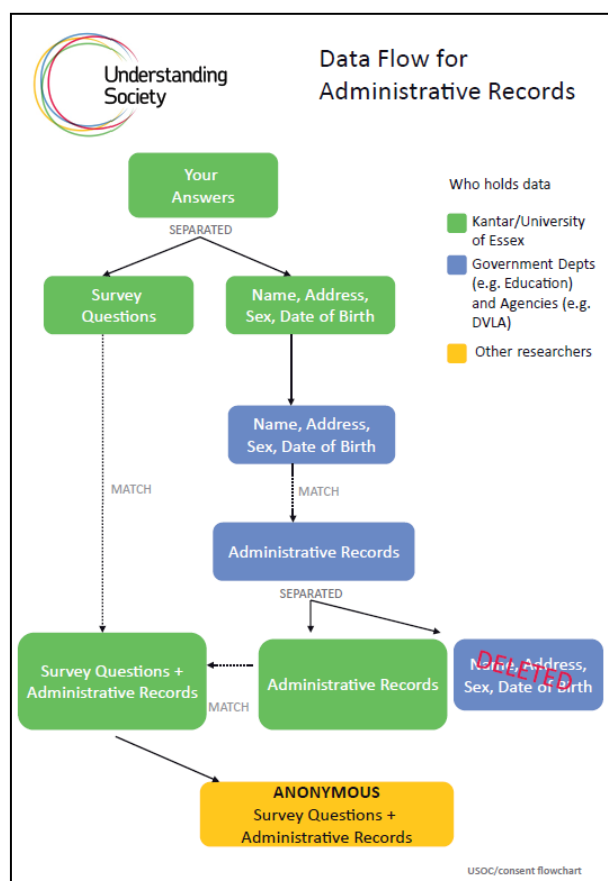 Understanding
Society
Data Flow for
Administrative Records
Your
Answers
Who holds data
Kantar/University
of Essex
Government Depts
(e.g. Education)
and Agencies (e.g.
DVLA)
Other researchers
SEPARATED
Survey
Questions
Name, Address,
Sex, Date of Birth
Name, Address,
Sex, Date of Birth
MATCH
MATCH
Administrative Records
SEPARATED
Survey Questions +
Administrative Records
MATCH
Administrative Records
Name, Address,
Sex, Date of Birth
DELETED
ANONYMOUS
Survey Questions +
Administrative Records
USOC/consent flowchart